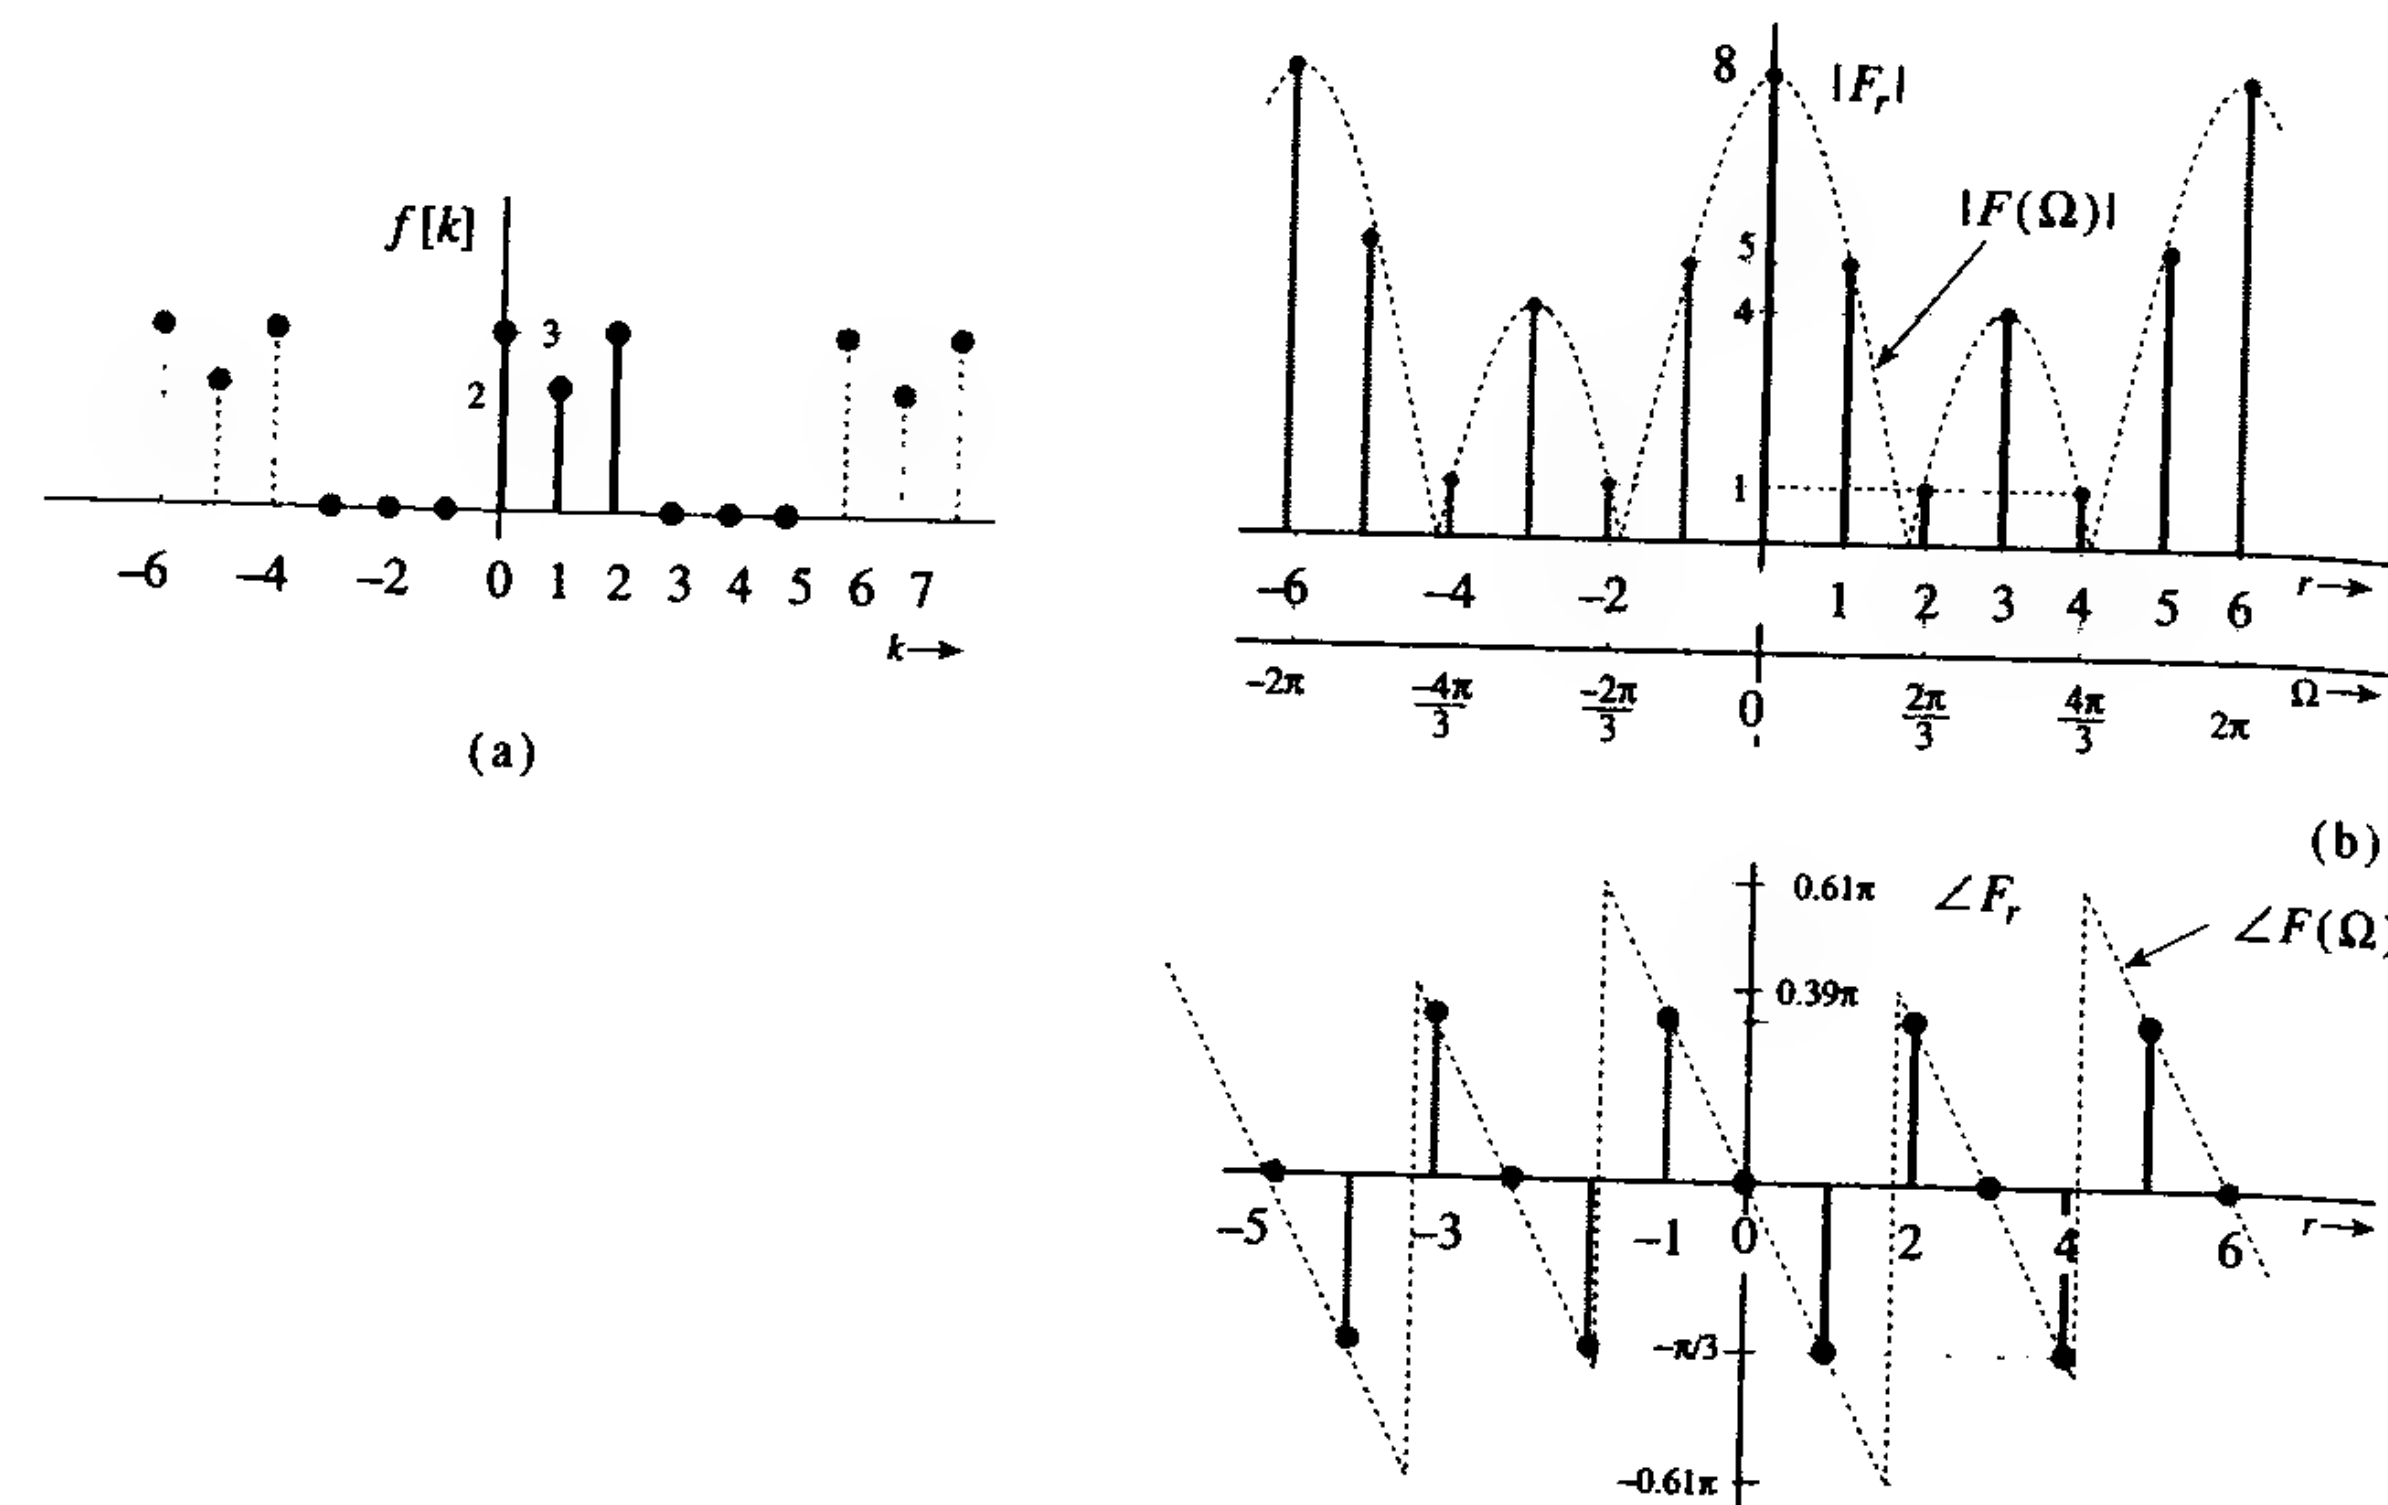 f[k]
3
2
-6 -4 -2 0 1 2 3 4 5 6 7
k→
(a)
8 |F_r|
|F(Ω)|
5
4
1
-6 -4 -2 1 2 3 4 5 6 r→
-2π -4π/3 -2π/3 0 2π/3 4π/3 2π Ω→
(b)
0.61π ∠F_r
∠F(Ω)
0.39π
-5 -3 -1 0 2 4 6 r→
-π/3
-0.61π